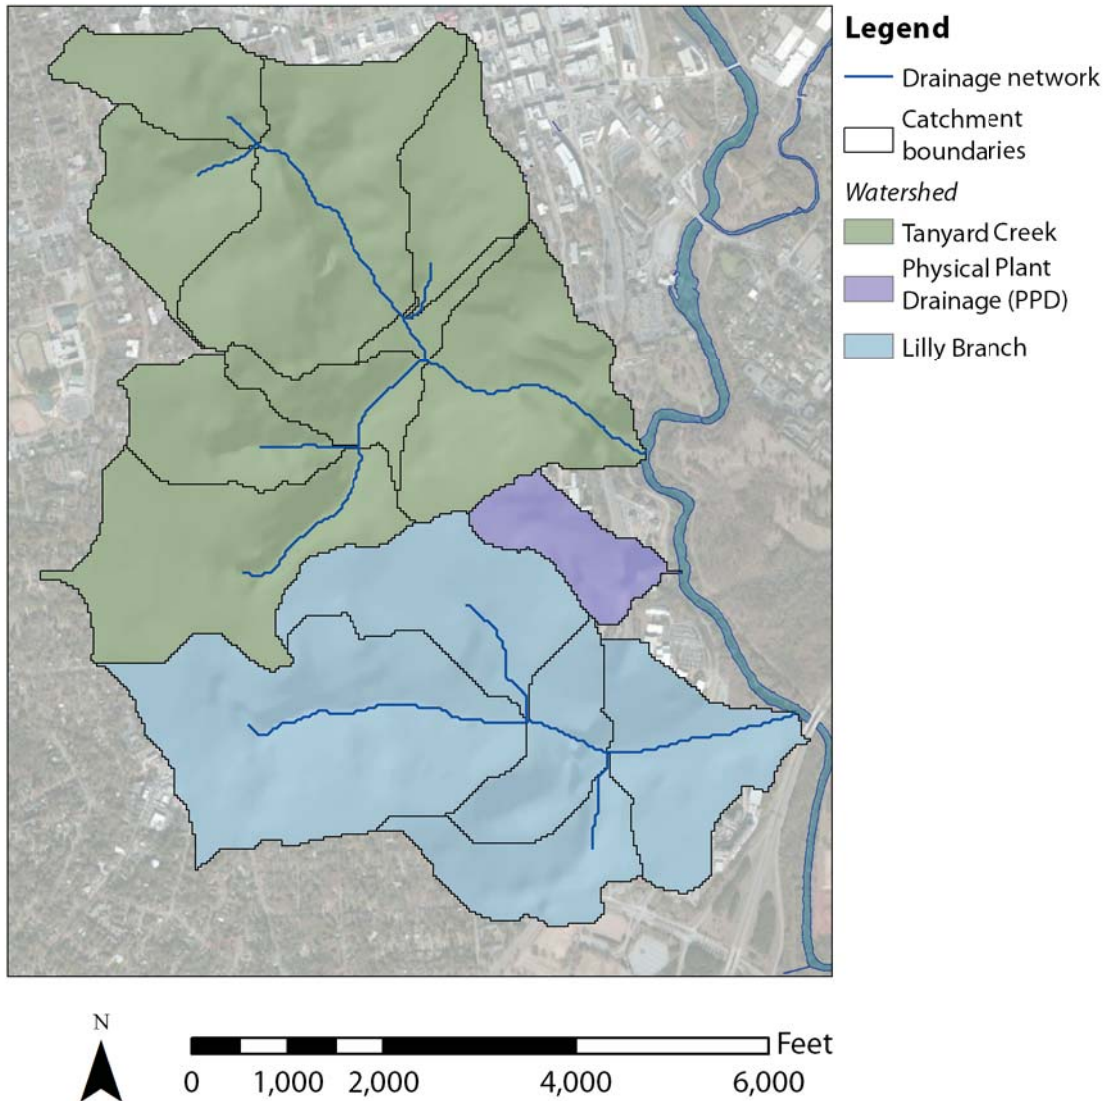 Legend
Drainage network
Catchment
boundaries
Watershed
Tanyard Creek
Physical Plant
Drainage (PPD)
Lilly Branch
N
Feet
0 1,000 2,000 4,000 6,000